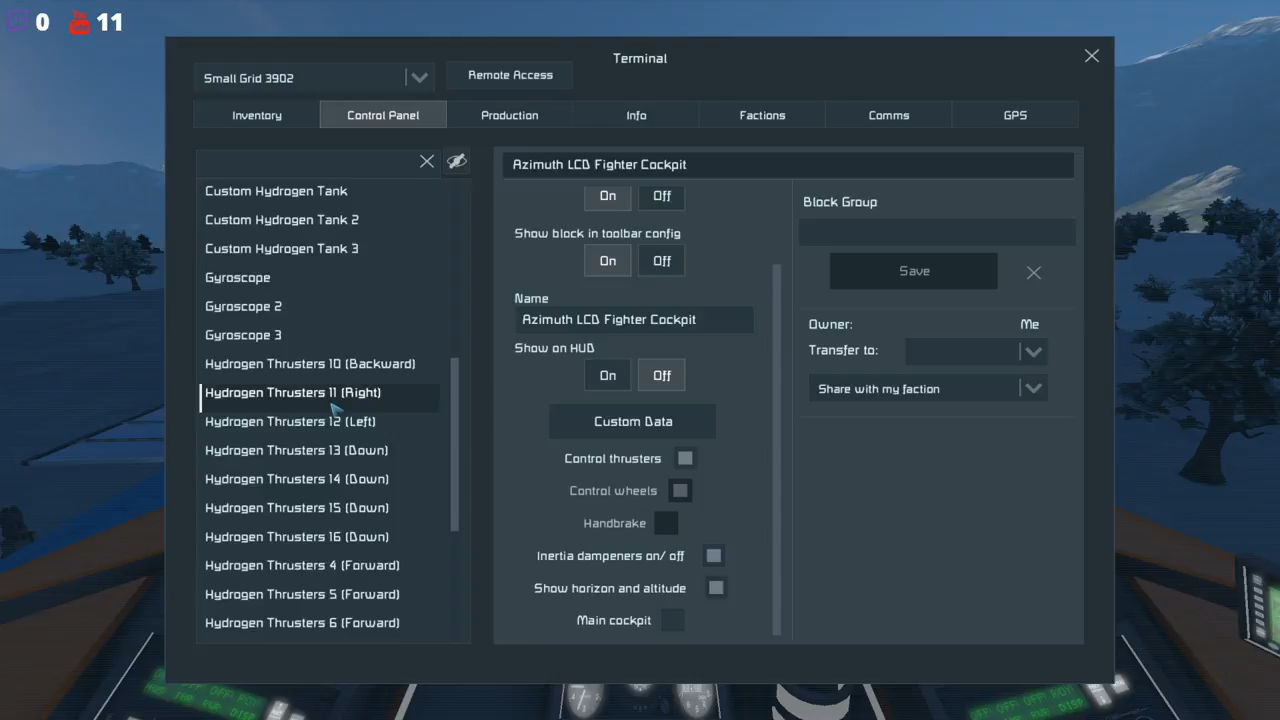 0 11
Terminal
Small Grid 3902
Remote Access
Inventory
Control Panel
Production
Info
Factions
Comms
GPS
Custom Hydrogen Tank
Custom Hydrogen Tank 2
Custom Hydrogen Tank 3
Gyroscope
Gyroscope 2
Gyroscope 3
Hydrogen Thrusters 10 (Backward)
Hydrogen Thrusters 11 (Right)
Hydrogen Thrusters 12 (Left)
Hydrogen Thrusters 13 (Down)
Hydrogen Thrusters 14 (Down)
Hydrogen Thrusters 15 (Down)
Hydrogen Thrusters 16 (Down)
Hydrogen Thrusters 4 (Forward)
Hydrogen Thrusters 5 (Forward)
Hydrogen Thrusters 6 (Forward)
Azimuth LCD Fighter Cockpit
On Off
Show block in toolbar config
On Off
Name
Azimuth LCD Fighter Cockpit
Show on HUD
On Off
Custom Data
Control thrusters
Control wheels
Handbrake
Inertia dampeners on/ off
Show horizon and altitude
Main cockpit
Block Group
Save
Owner: Me
Transfer to:
Share with my faction